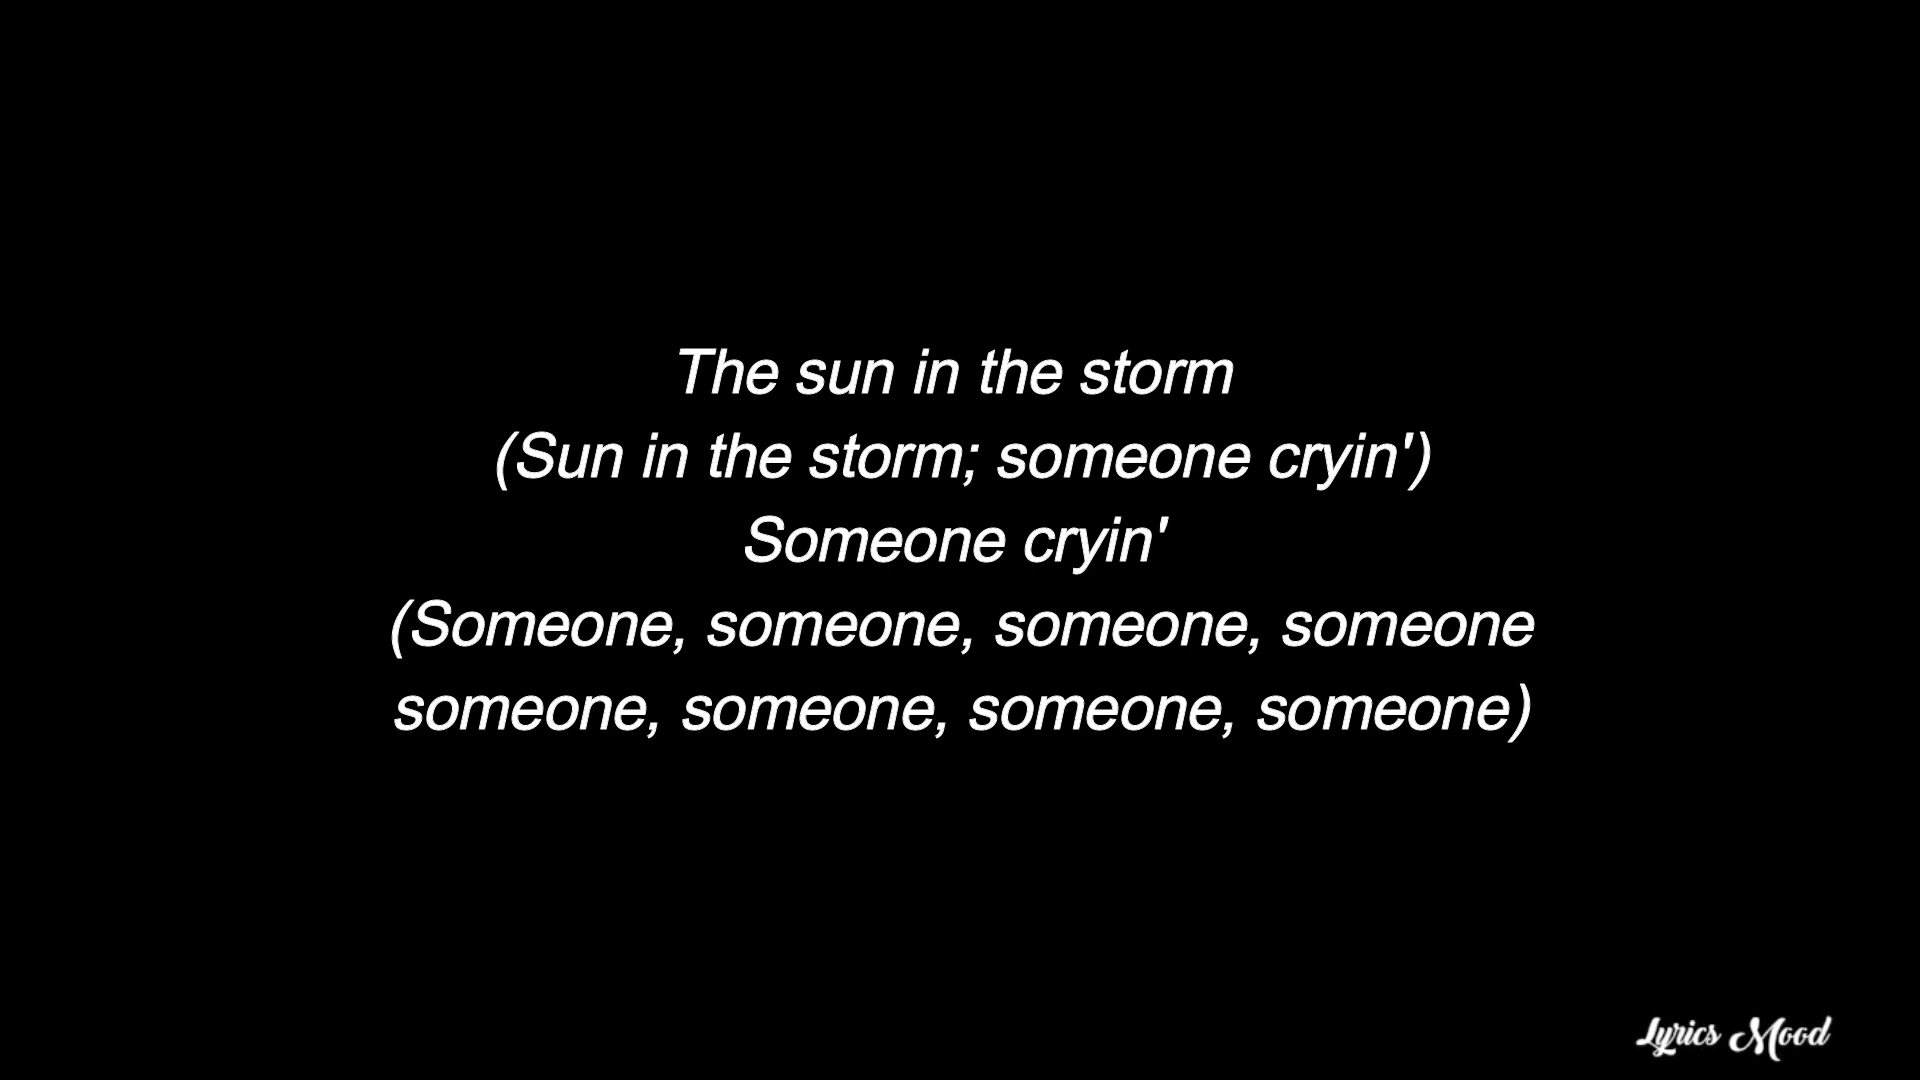 The sun in the storm
(Sun in the storm; someone cryin')
Someone cryin'
(Someone, someone, someone, someone
someone, someone, someone, someone)
Lyrics Mood